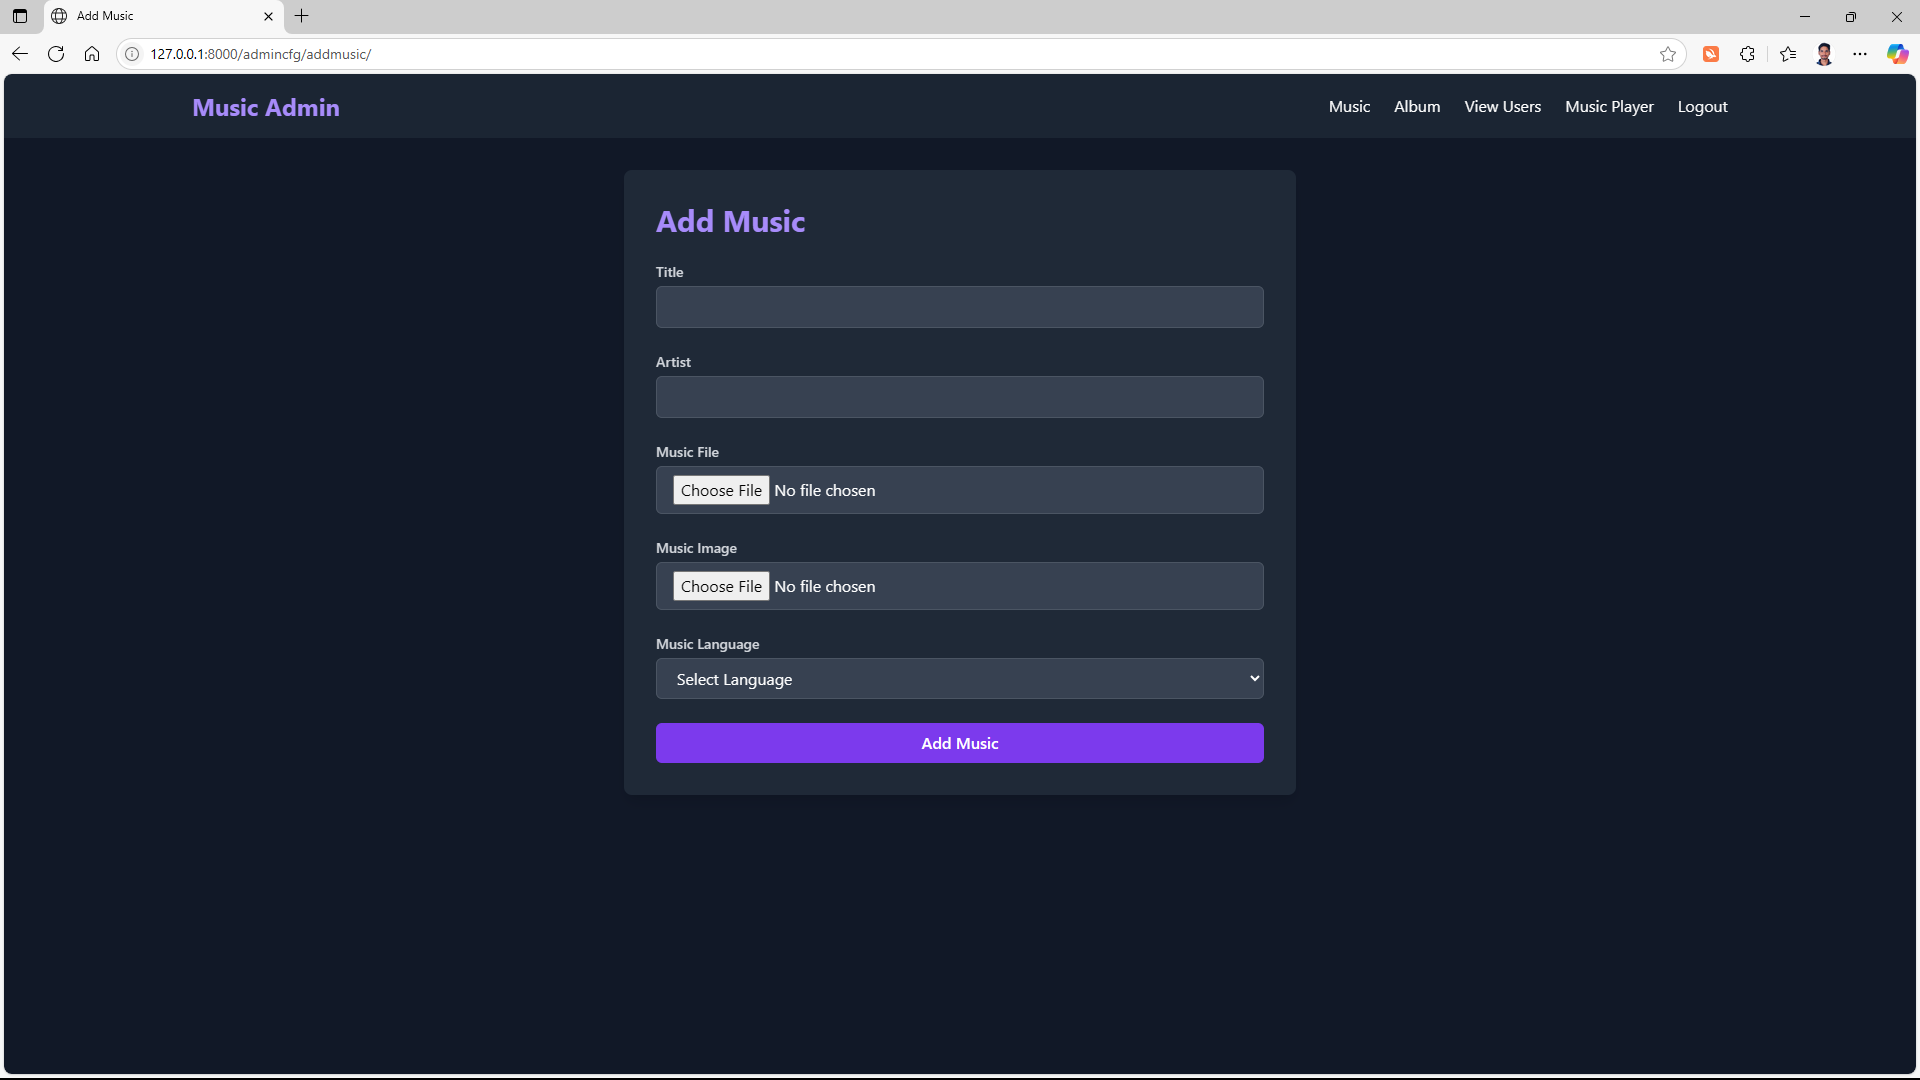 Add Music
127.0.0.1:8000/admincfg/addmusic/
Music Admin
Music Album View Users Music Player Logout
Add Music
Title
Artist
Music File
Choose File No file chosen
Music Image
Choose File No file chosen
Music Language
Select Language
Add Music